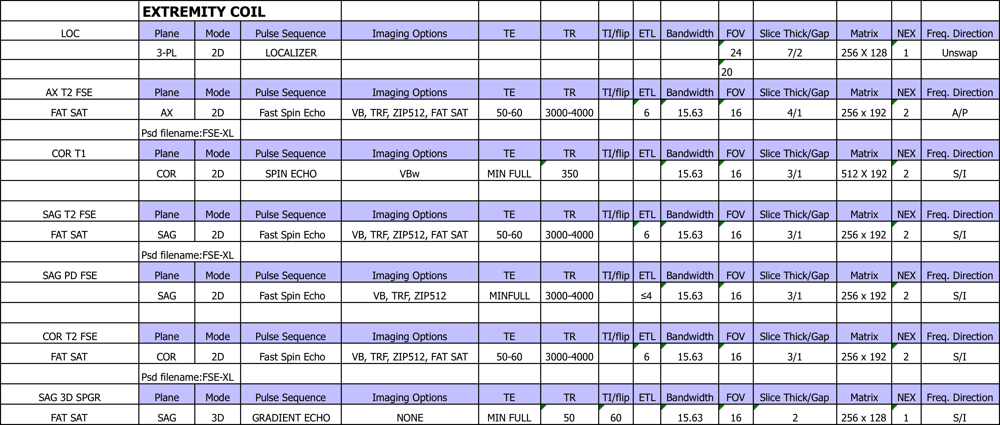 EXTREMITY COIL
LOC Plane Mode Pulse Sequence Imaging Options TE TR TI/flip ETL Bandwidth FOV Slice Thick/Gap Matrix NEX Freq. Direction
3-PL 2D LOCALIZER 24 7/2 256 X 128 1 Unswap
20
AX T2 FSE Plane Mode Pulse Sequence Imaging Options TE TR TI/flip ETL Bandwidth FOV Slice Thick/Gap Matrix NEX Freq. Direction
FAT SAT AX 2D Fast Spin Echo VB, TRF, ZIP512, FAT SAT 50-60 3000-4000 6 15.63 16 4/1 256 x 192 2 A/P
Psd filename:FSE-XL
COR T1 Plane Mode Pulse Sequence Imaging Options TE TR TI/flip ETL Bandwidth FOV Slice Thick/Gap Matrix NEX Freq. Direction
COR 2D SPIN ECHO VBw MIN FULL 350 15.63 16 3/1 512 X 192 2 S/I
SAG T2 FSE Plane Mode Pulse Sequence Imaging Options TE TR TI/flip ETL Bandwidth FOV Slice Thick/Gap Matrix NEX Freq. Direction
FAT SAT SAG 2D Fast Spin Echo VB, TRF, ZIP512, FAT SAT 50-60 3000-4000 6 15.63 16 3/1 256 x 192 2 S/I
Psd filename:FSE-XL
SAG PD FSE Plane Mode Pulse Sequence Imaging Options TE TR TI/flip ETL Bandwidth FOV Slice Thick/Gap Matrix NEX Freq. Direction
SAG 2D Fast Spin Echo VB, TRF, ZIP512 MINFULL 3000-4000 ≤4 15.63 16 3/1 256 x 192 2 S/I
COR T2 FSE Plane Mode Pulse Sequence Imaging Options TE TR TI/flip ETL Bandwidth FOV Slice Thick/Gap Matrix NEX Freq. Direction
FAT SAT COR 2D Fast Spin Echo VB, TRF, ZIP512, FAT SAT 50-60 3000-4000 6 15.63 16 3/1 256 x 192 2 S/I
Psd filename:FSE-XL
SAG 3D SPGR Plane Mode Pulse Sequence Imaging Options TE TR TI/flip ETL Bandwidth FOV Slice Thick/Gap Matrix NEX Freq. Direction
FAT SAT SAG 3D GRADIENT ECHO NONE MIN FULL 50 60 15.63 16 2 256 x 128 1 S/I